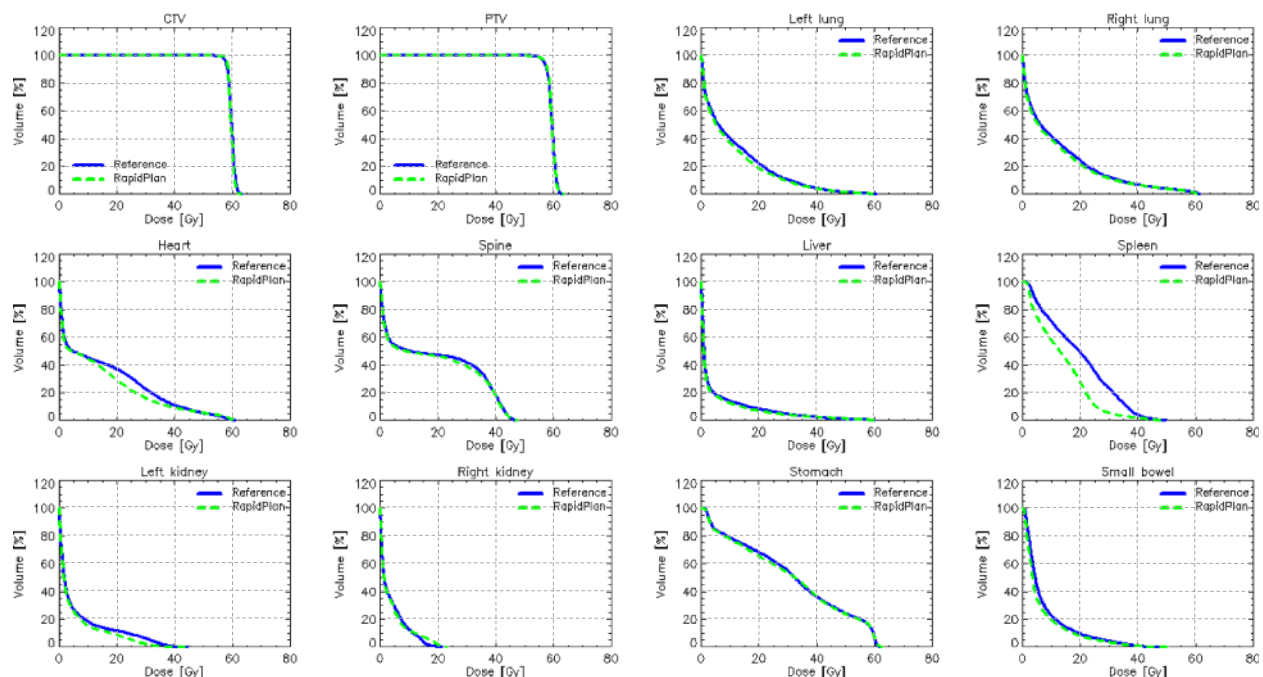 CTV
120
100
80
60
40
20
0
Volume [%]
Reference
RapidPlan
0 20 40 60 80
Dose [Gy]
PTV
120
100
80
60
40
20
0
Volume [%]
Reference
RapidPlan
0 20 40 60 80
Dose [Gy]
Left lung
120
100
80
60
40
20
0
Volume [%]
Reference
RapidPlan
0 20 40 60 80
Dose [Gy]
Right lung
120
100
80
60
40
20
0
Volume [%]
Reference
RapidPlan
0 20 40 60 80
Dose [Gy]
Heart
120
100
80
60
40
20
0
Volume [%]
Reference
RapidPlan
0 20 40 60 80
Dose [Gy]
Spine
120
100
80
60
40
20
0
Volume [%]
Reference
RapidPlan
0 20 40 60 80
Dose [Gy]
Liver
120
100
80
60
40
20
0
Volume [%]
Reference
RapidPlan
0 20 40 60 80
Dose [Gy]
Spleen
120
100
80
60
40
20
0
Volume [%]
Reference
RapidPlan
0 20 40 60 80
Dose [Gy]
Left kidney
120
100
80
60
40
20
0
Volume [%]
Reference
RapidPlan
0 20 40 60 80
Dose [Gy]
Right kidney
120
100
80
60
40
20
0
Volume [%]
Reference
RapidPlan
0 20 40 60 80
Dose [Gy]
Stomach
120
100
80
60
40
20
0
Volume [%]
Reference
RapidPlan
0 20 40 60 80
Dose [Gy]
Small bowel
120
100
80
60
40
20
0
Volume [%]
Reference
RapidPlan
0 20 40 60 80
Dose [Gy]